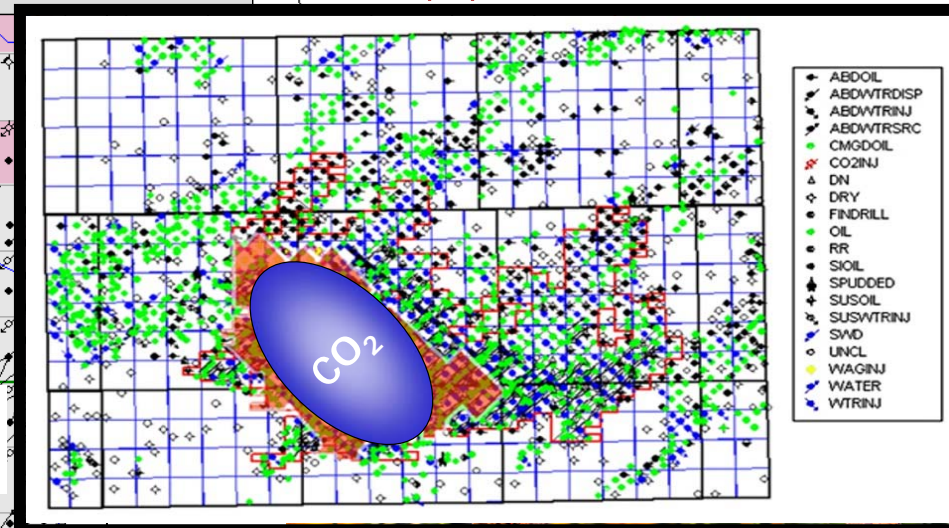 ABDOIL
ABDWTRDISP
ABDWTRINJ
ABDWTRSRC
CMGDOIL
CO2INJ
DN
DRY
FINDRILL
OIL
RR
SIOIL
SPUDDED
SUSOIL
SUSWTRINJ
SWD
UNCL
WAGINJ
WATER
WTRINJ
CO₂